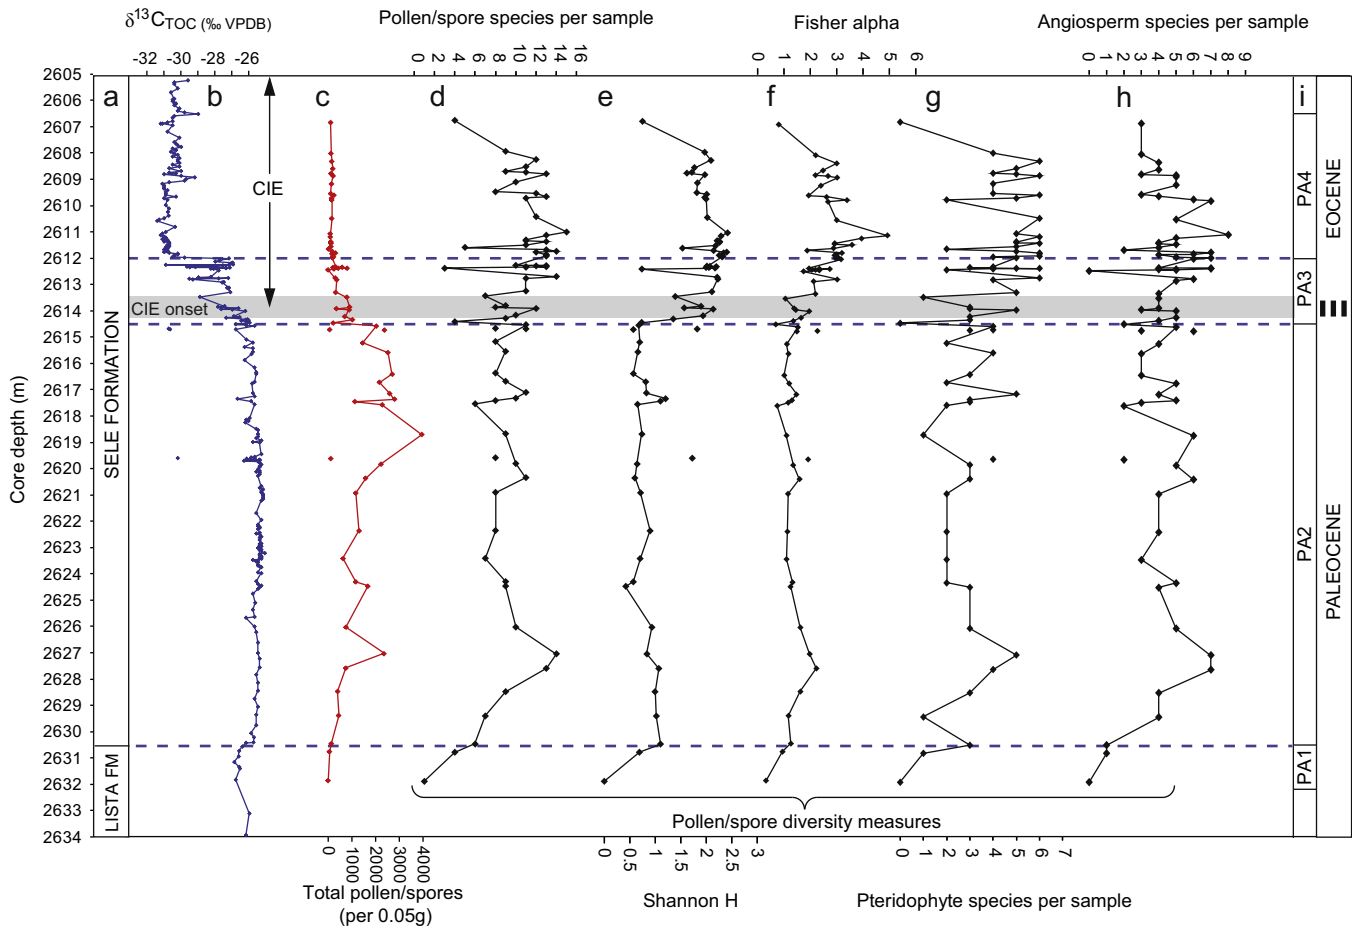 δ13CTOC (‰ VPDB)
Pollen/spore species per sample
Fisher alpha
Angiosperm species per sample
-32 -30 -28 -26
0 2 4 6 8 10 11 13 14 16
0 1 2 3 4 5 6
0 1 2 3 4 5 6 7 8 9
a b c d e f g h i
2605
2606
2607
2608
2609
2610
2611
2612
2613
2614
2615
2616
2617
2618
2619
2620
2621
2622
2623
2624
2625
2626
2627
2628
2629
2630
2631
2632
2633
2634
Core depth (m)
SELE FORMATION
LISTA FM
CIE
CIE onset
PA4
PA3
PA2
PA1
EOCENE
PALEOCENE
Pollen/spore diversity measures
0 1000 2000 3000 4000
0 0.5 1 1.5 2 2.5 3
0 1 2 3 4 5 6 7
Total pollen/spores
(per 0.05g)
Shannon H
Pteridophyte species per sample